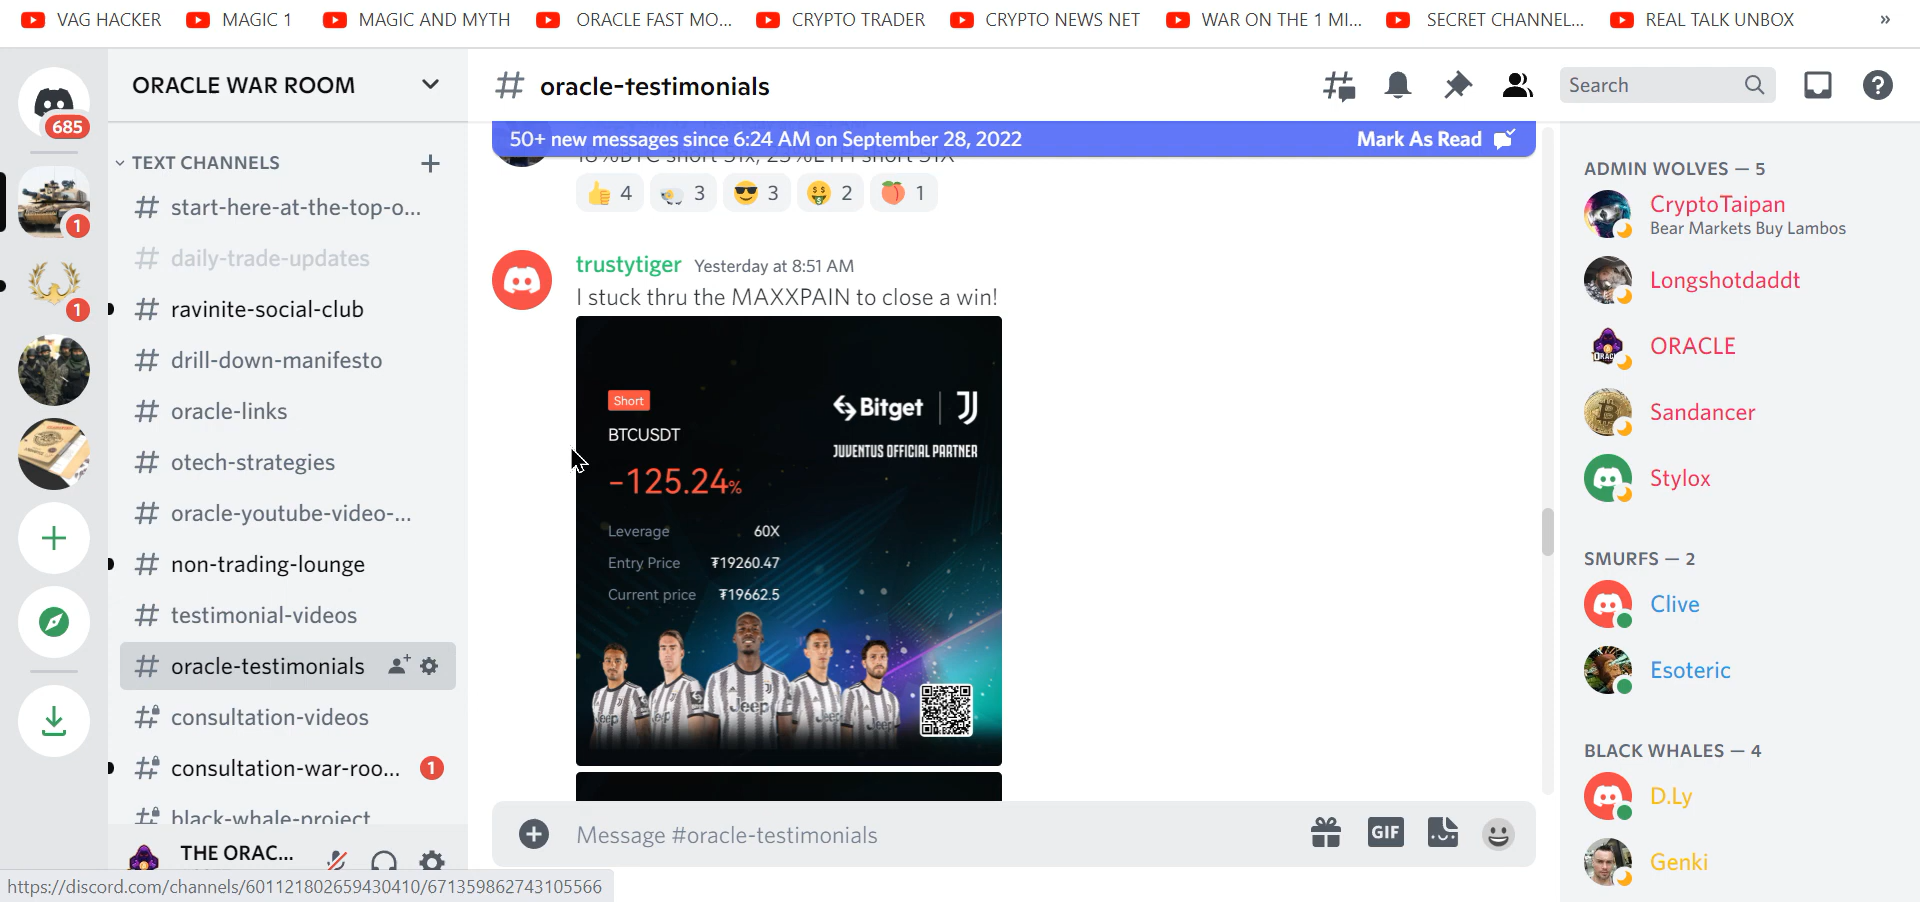 VAG HACKER
MAGIC 1
MAGIC AND MYTH
ORACLE FAST MO...
CRYPTO TRADER
CRYPTO NEWS NET
WAR ON THE 1 MI...
SECRET CHANNEL...
REAL TALK UNBOX
»
685
1
1
ORACLE WAR ROOM
TEXT CHANNELS
# start-here-at-the-top-o...
# daily-trade-updates
# ravinite-social-club
# drill-down-manifesto
# oracle-links
# otech-strategies
# oracle-youtube-video-...
# non-trading-lounge
# testimonial-videos
# oracle-testimonials
# consultation-videos
# consultation-war-roo... 1
# black-whale-project
THE ORAC...
https://discord.com/channels/601121802659430410/671359862743105566
# oracle-testimonials
Search
50+ new messages since 6:24 AM on September 28, 2022
Mark As Read
👍 4
3
😎 3
🤑 2
🍑 1
trustytiger Yesterday at 8:51 AM
I stuck thru the MAXXPAIN to close a win!
Short
Bitget
JUVENTUS OFFICIAL PARTNER
BTCUSDT
-125.24%
Leverage 60X
Entry Price ₮19260.47
Current price ₮19662.5
Jeep
Jeep
Jeep
Message #oracle-testimonials
GIF
ADMIN WOLVES — 5
CryptoTaipan
Bear Markets Buy Lambos
Longshotdaddt
ORACLE
Sandancer
Stylox
SMURFS — 2
Clive
Esoteric
BLACK WHALES — 4
D.Ly
Genki